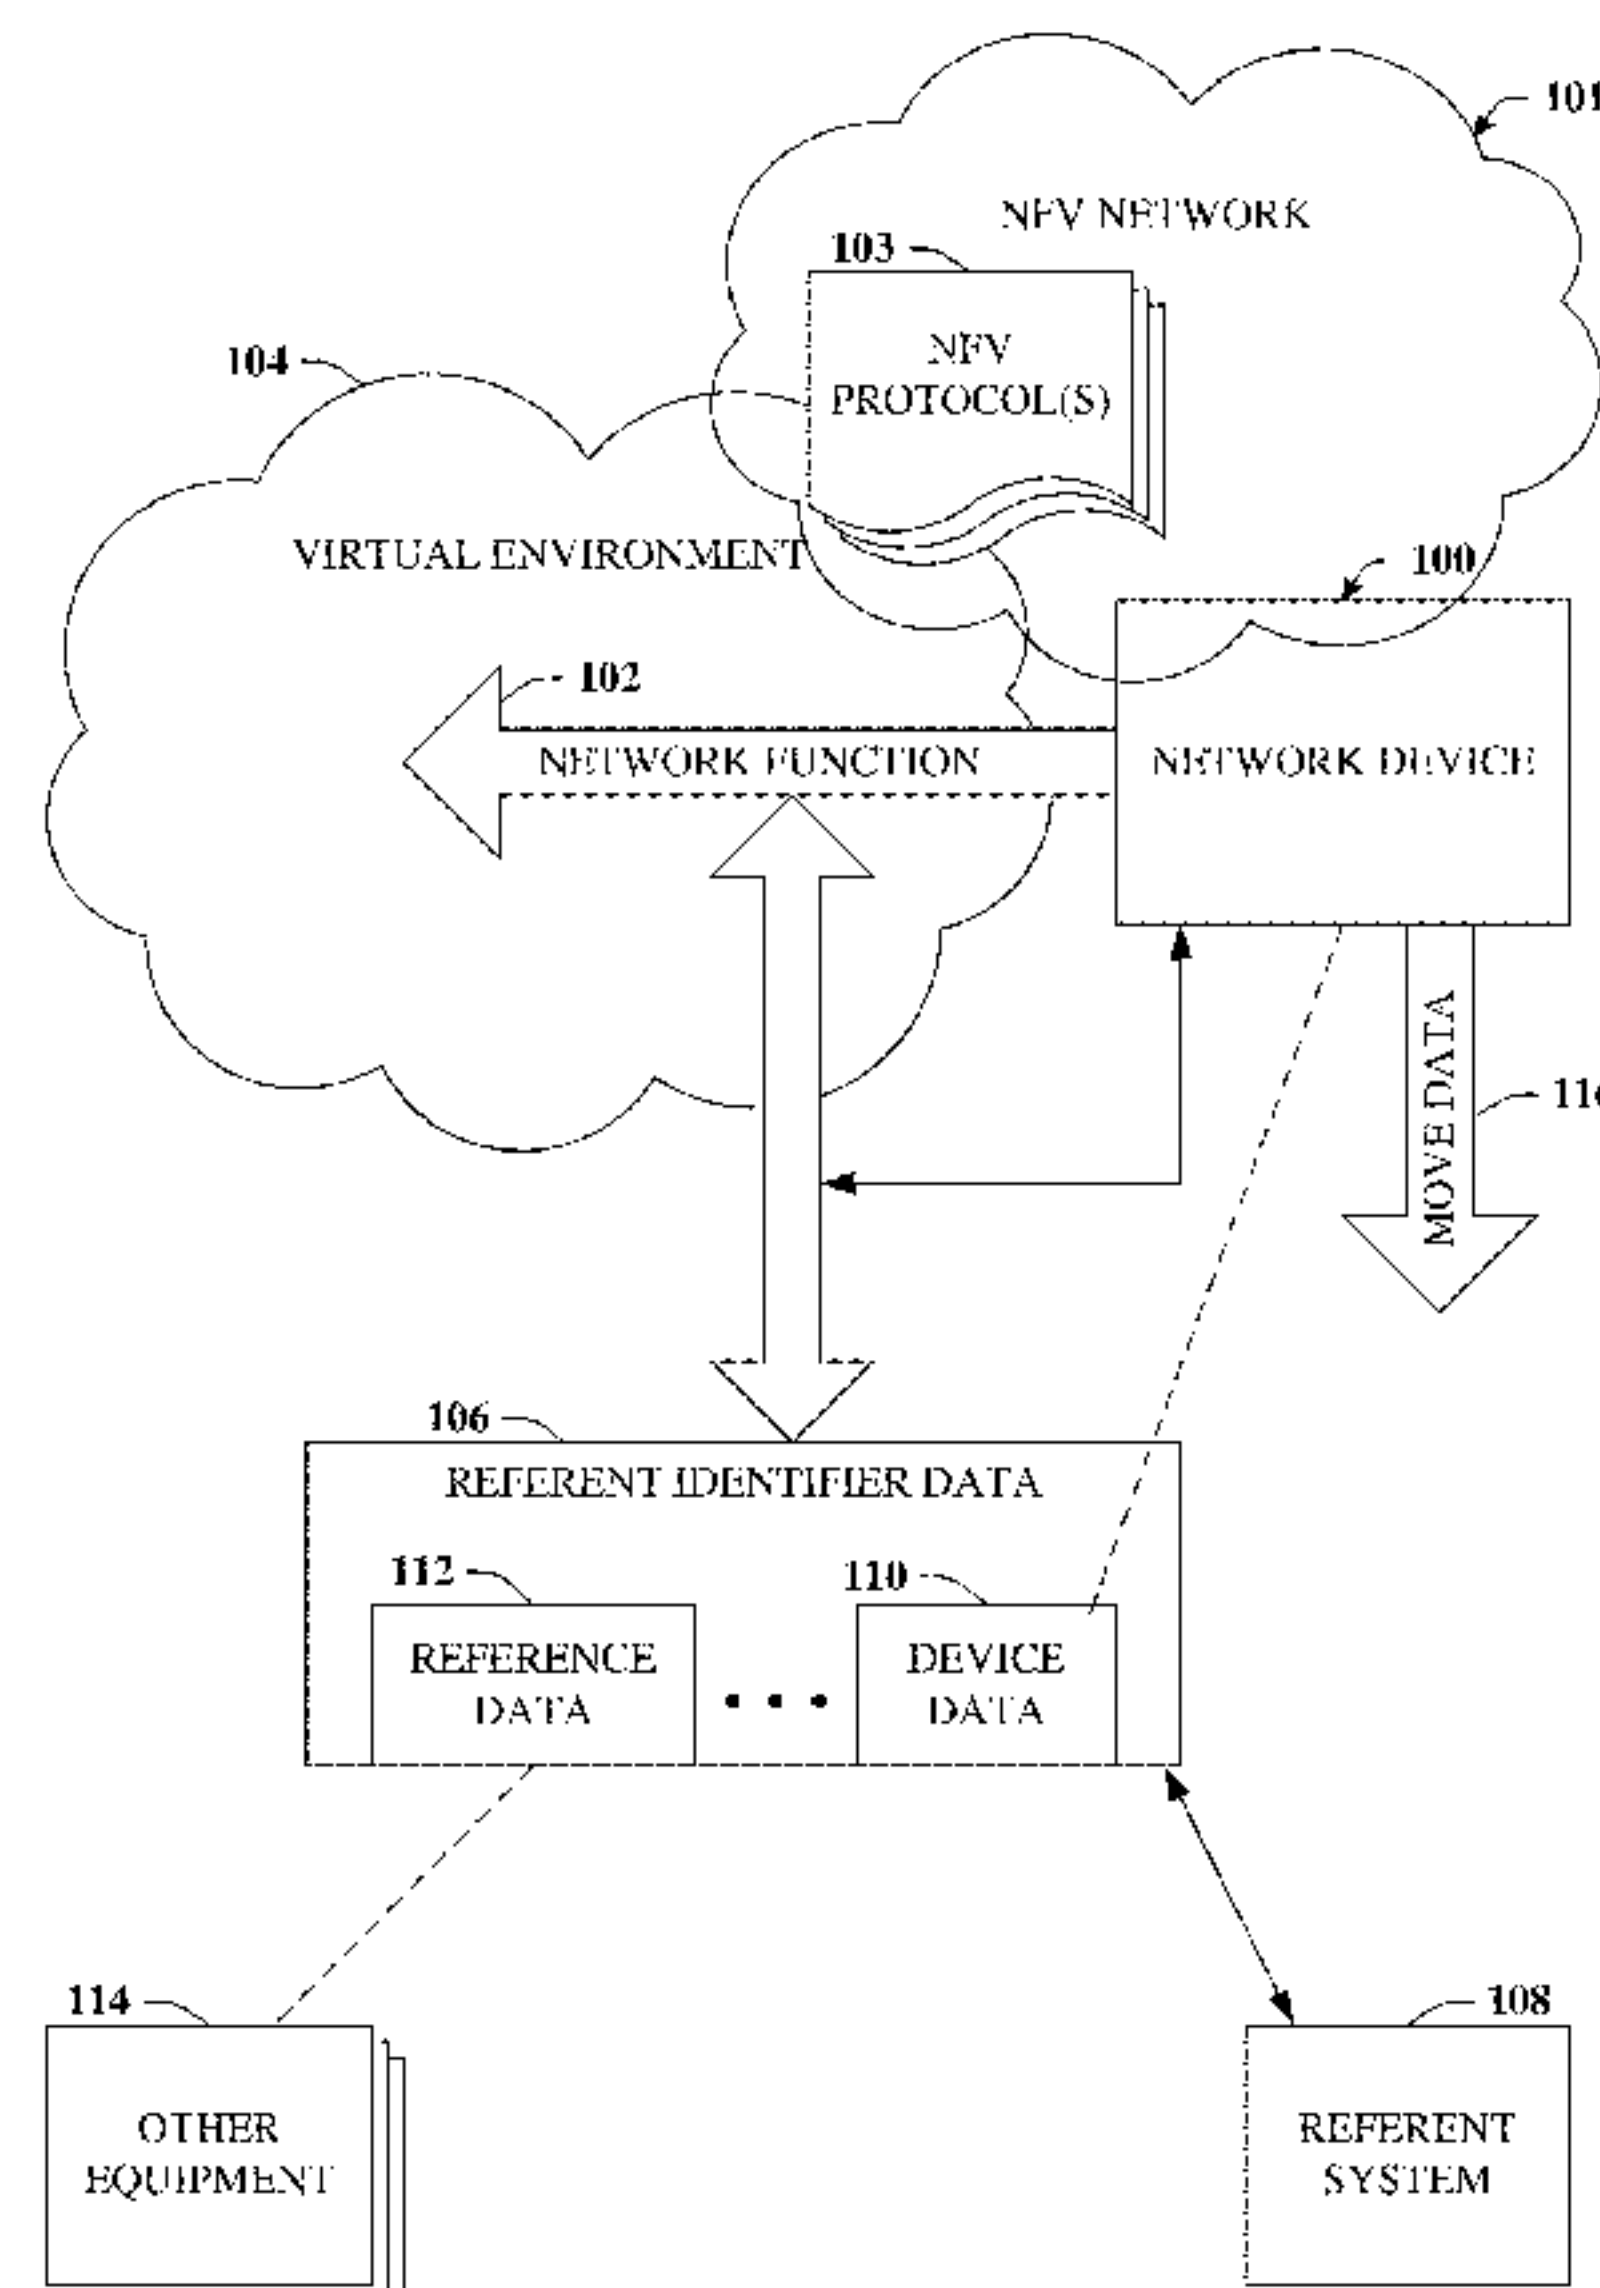 101
NFV NETWORK
103
NFV
PROTOCOL(S)
104
VIRTUAL ENVIRONMENT
100
102
NETWORK FUNCTION
NETWORK DEVICE
MOVE DATA
106
REFERENT IDENTIFIER DATA
112
110
REFERENCE
DATA
DEVICE
DATA
114
108
OTHER
EQUIPMENT
REFERENT
SYSTEM